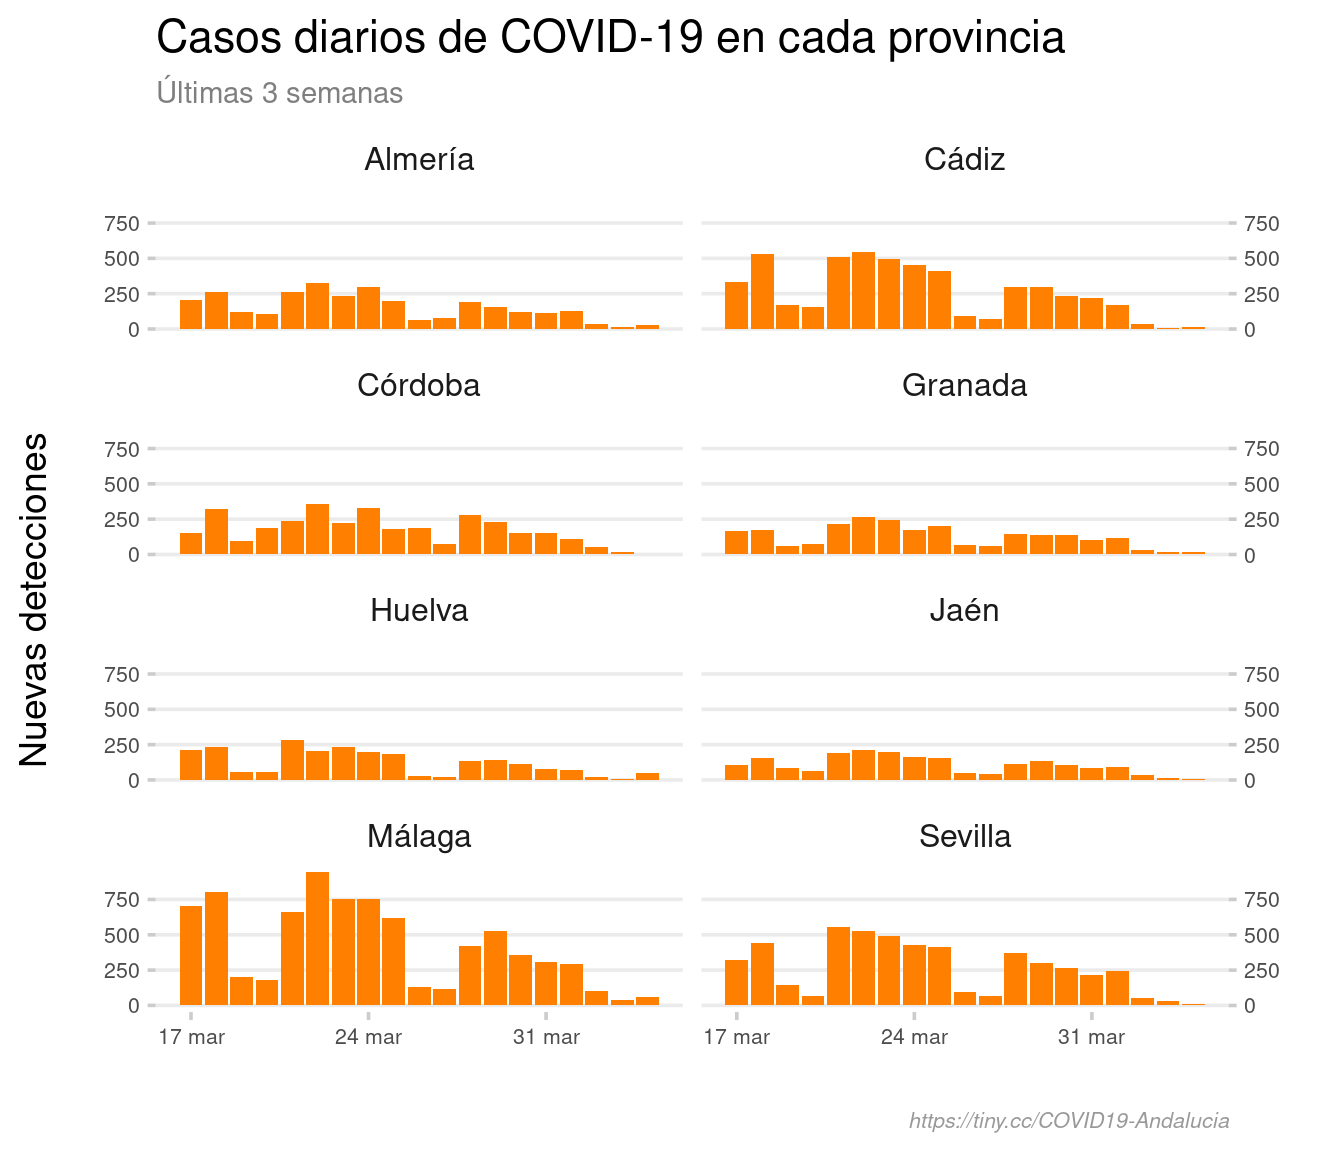 Casos diarios de COVID-19 en cada provincia
Últimas 3 semanas
Almería
Cádiz
750
500
250
0
750
500
250
0
Córdoba
Granada
750
500
250
0
750
500
250
0
Huelva
Jaén
750
500
250
0
750
500
250
0
Málaga
Sevilla
750
500
250
0
750
500
250
0
17 mar
24 mar
31 mar
17 mar
24 mar
31 mar
Nuevas detecciones
https://tiny.cc/COVID19-Andalucia